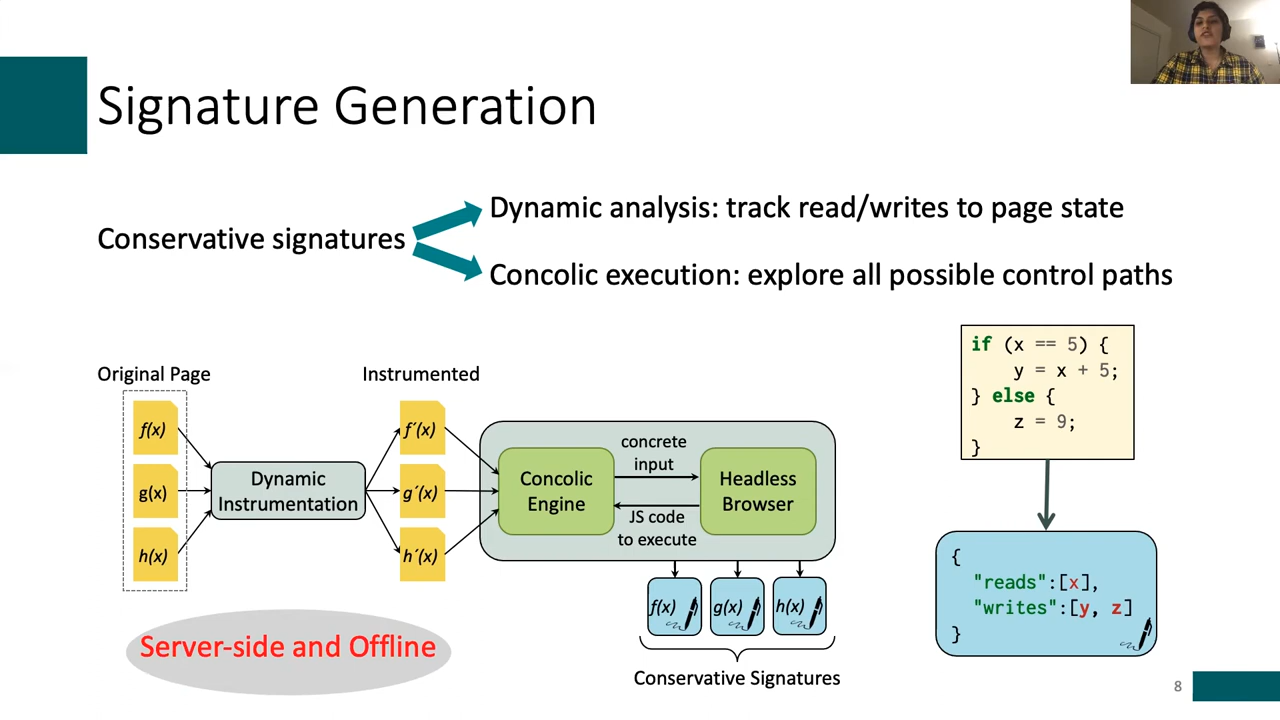 Signature Generation
Conservative signatures
Dynamic analysis: track read/writes to page state
Concolic execution: explore all possible control paths
Original Page
f(x)
g(x)
h(x)
Dynamic
Instrumentation
Instrumented
f´(x)
g´(x)
h´(x)
Concolic
Engine
concrete
input
JS code
to execute
Headless
Browser
f(x)
g(x)
h(x)
Conservative Signatures
Server-side and Offline
if (x == 5) {
y = x + 5;
} else {
z = 9;
}
{
"reads":[x],
"writes":[y, z]
}
8